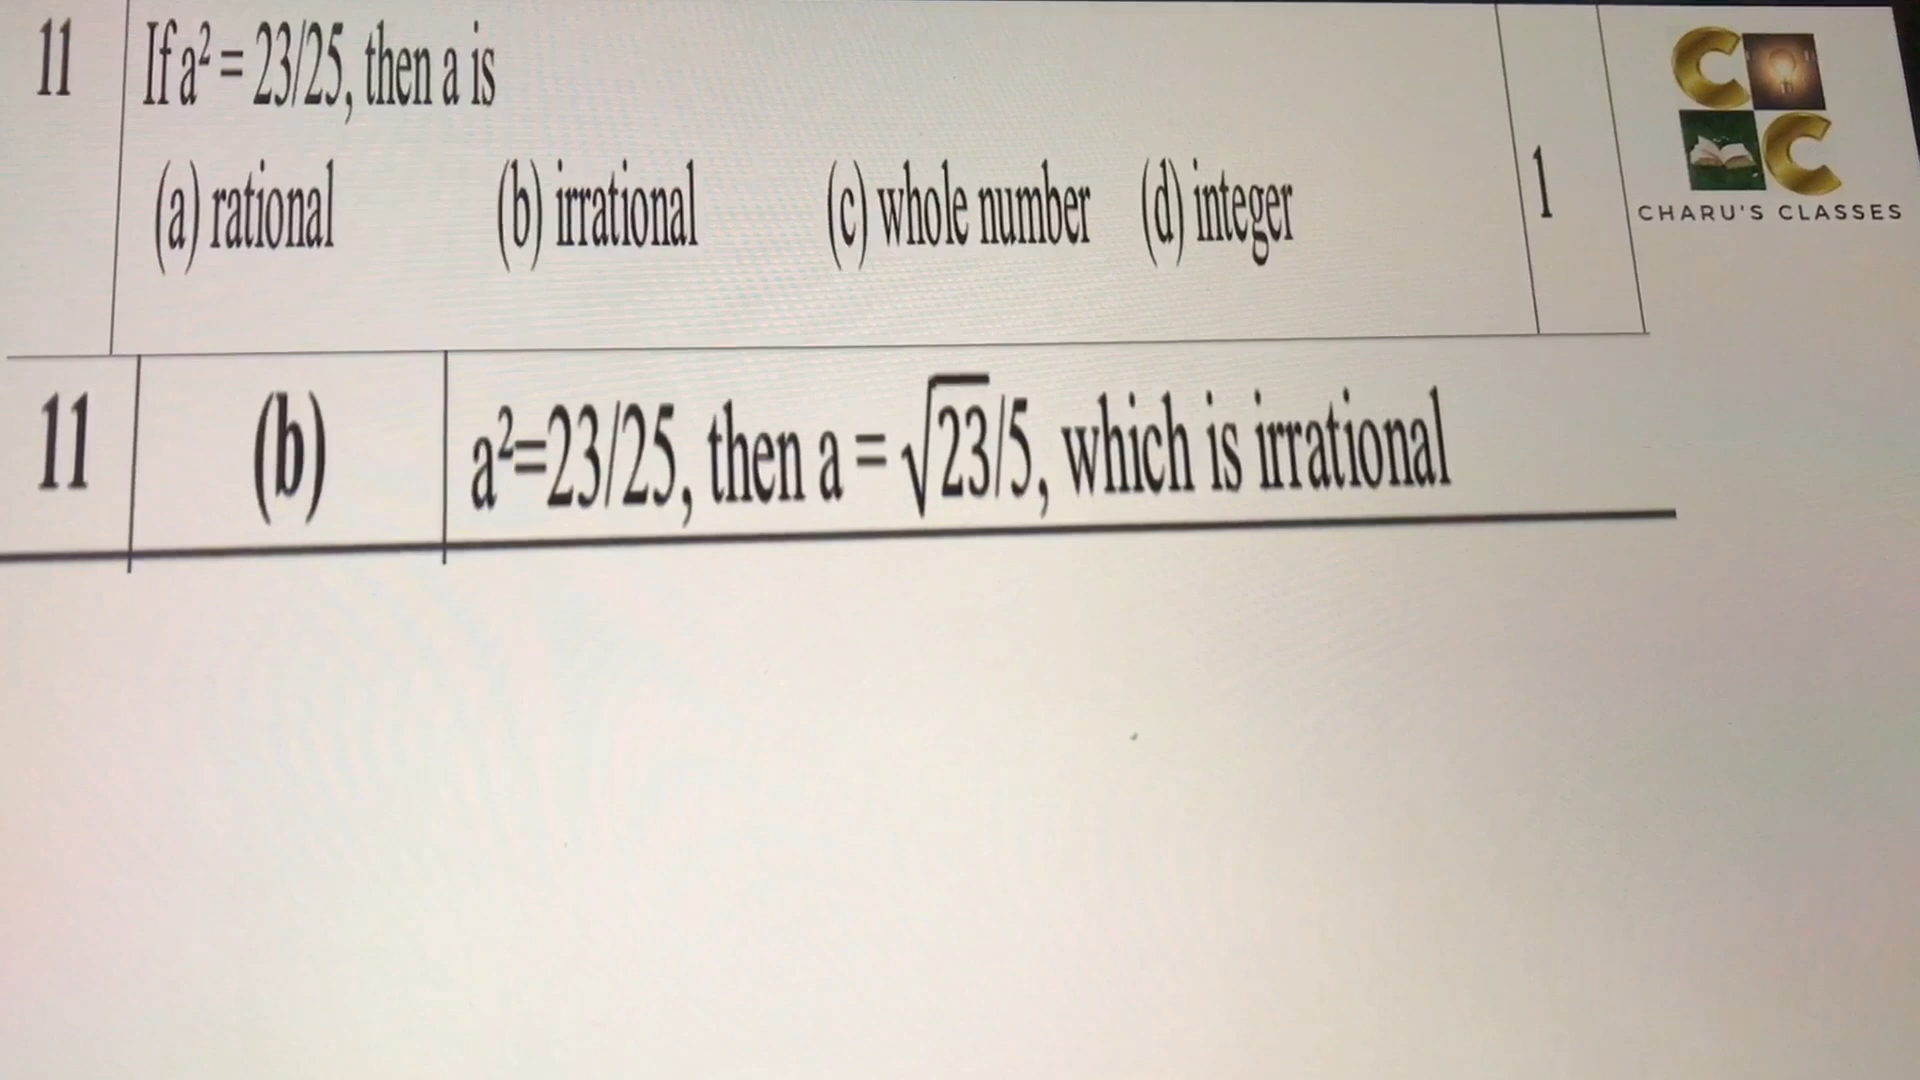 11 If a² = 23/25, then a is
(a) rational (b) irrational (c) whole number (d) integer 1
CHARU'S CLASSES
11 (b) a²=23/25, then a = √23/5, which is irrational